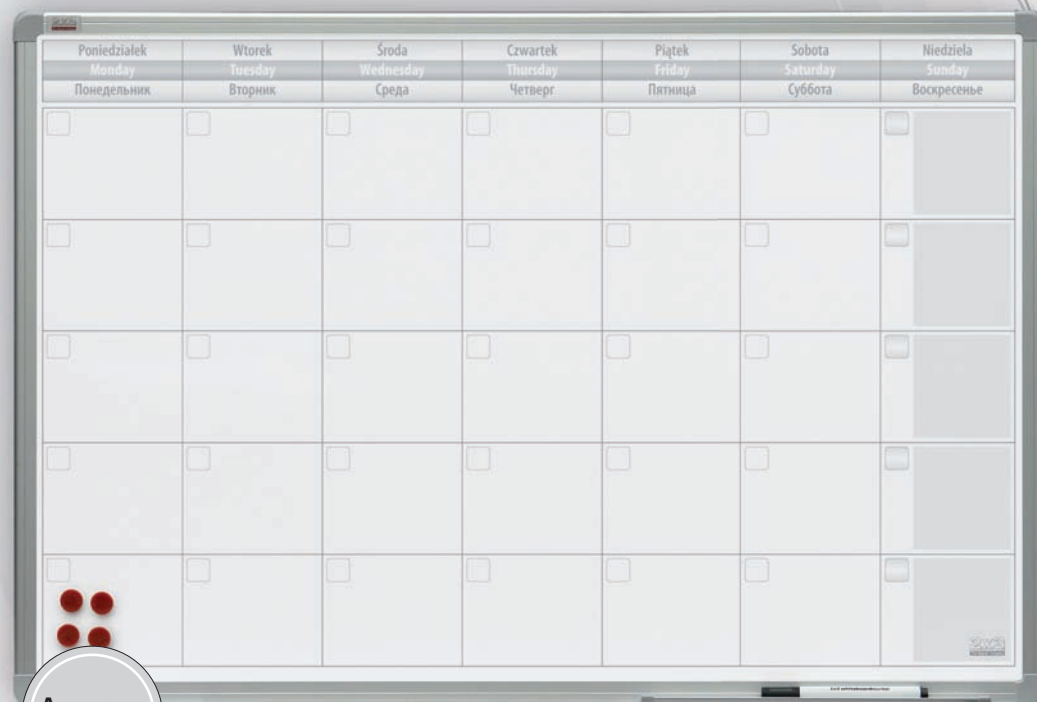 2x3
Poniedziałek Wtorek Środa Czwartek Piątek Sobota Niedziela
Monday Tuesday Wednesday Thursday Friday Saturday Sunday
Понедельник Вторник Среда Четверг Пятница Суббота Воскресенье
2x3